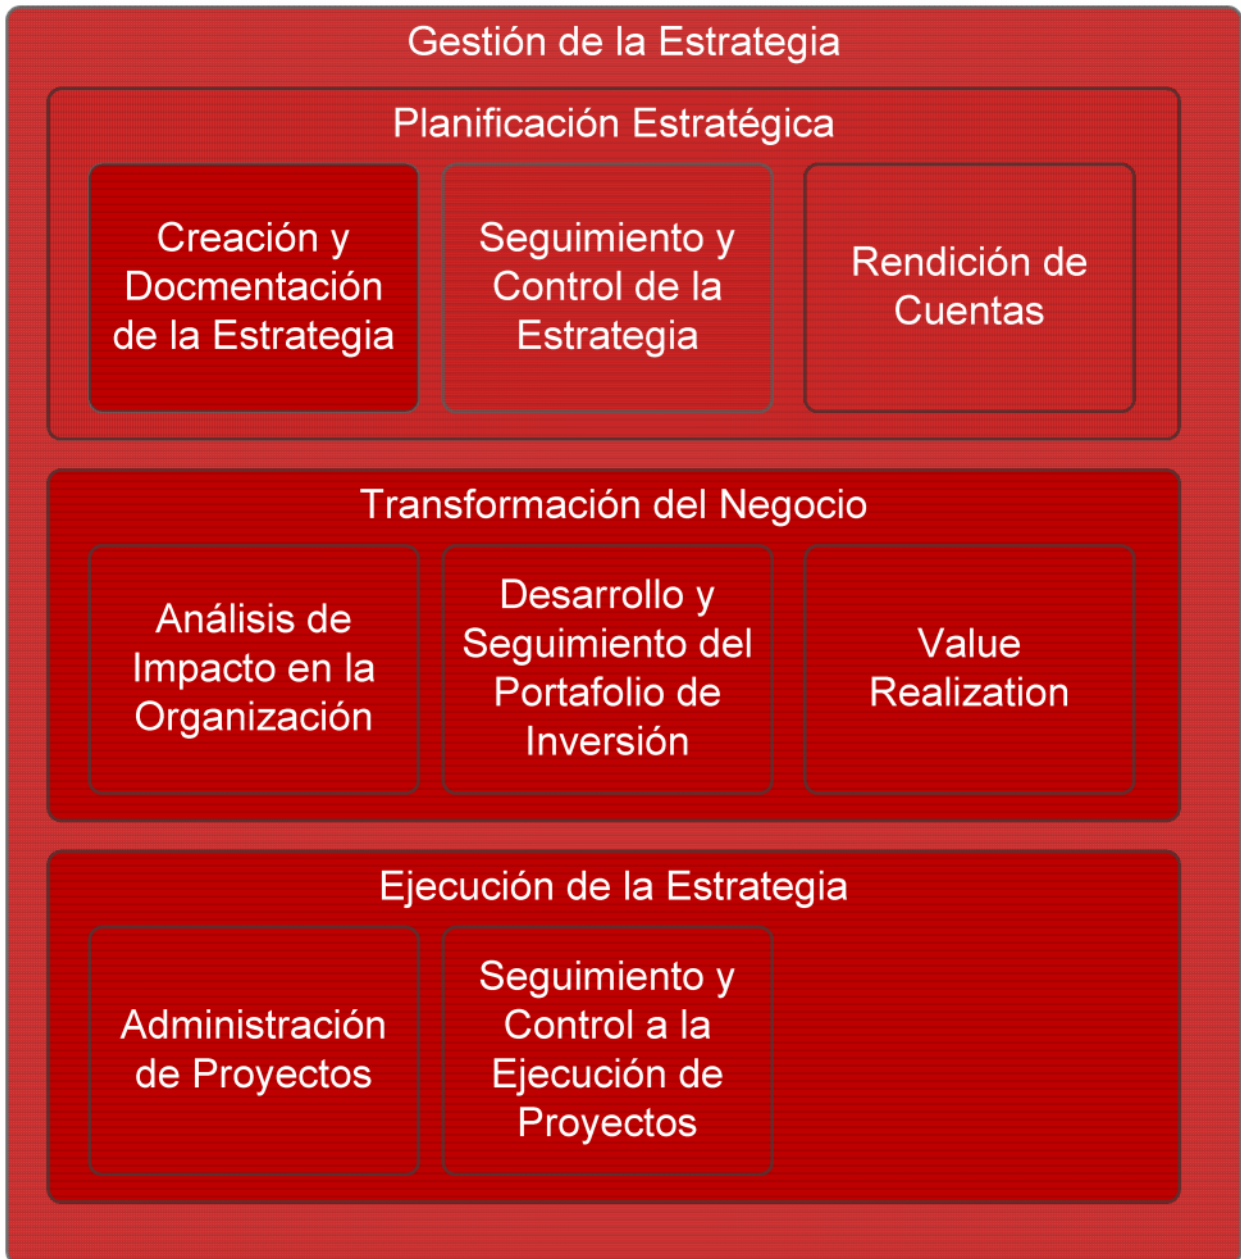 Gestión de la Estrategia
Planificación Estratégica
Creación y
Docmentación
de la Estrategia
Seguimiento y
Control de la
Estrategia
Rendición de
Cuentas
Transformación del Negocio
Análisis de
Impacto en la
Organización
Desarrollo y
Seguimiento del
Portafolio de
Inversión
Value
Realization
Ejecución de la Estrategia
Administración
de Proyectos
Seguimiento y
Control a la
Ejecución de
Proyectos